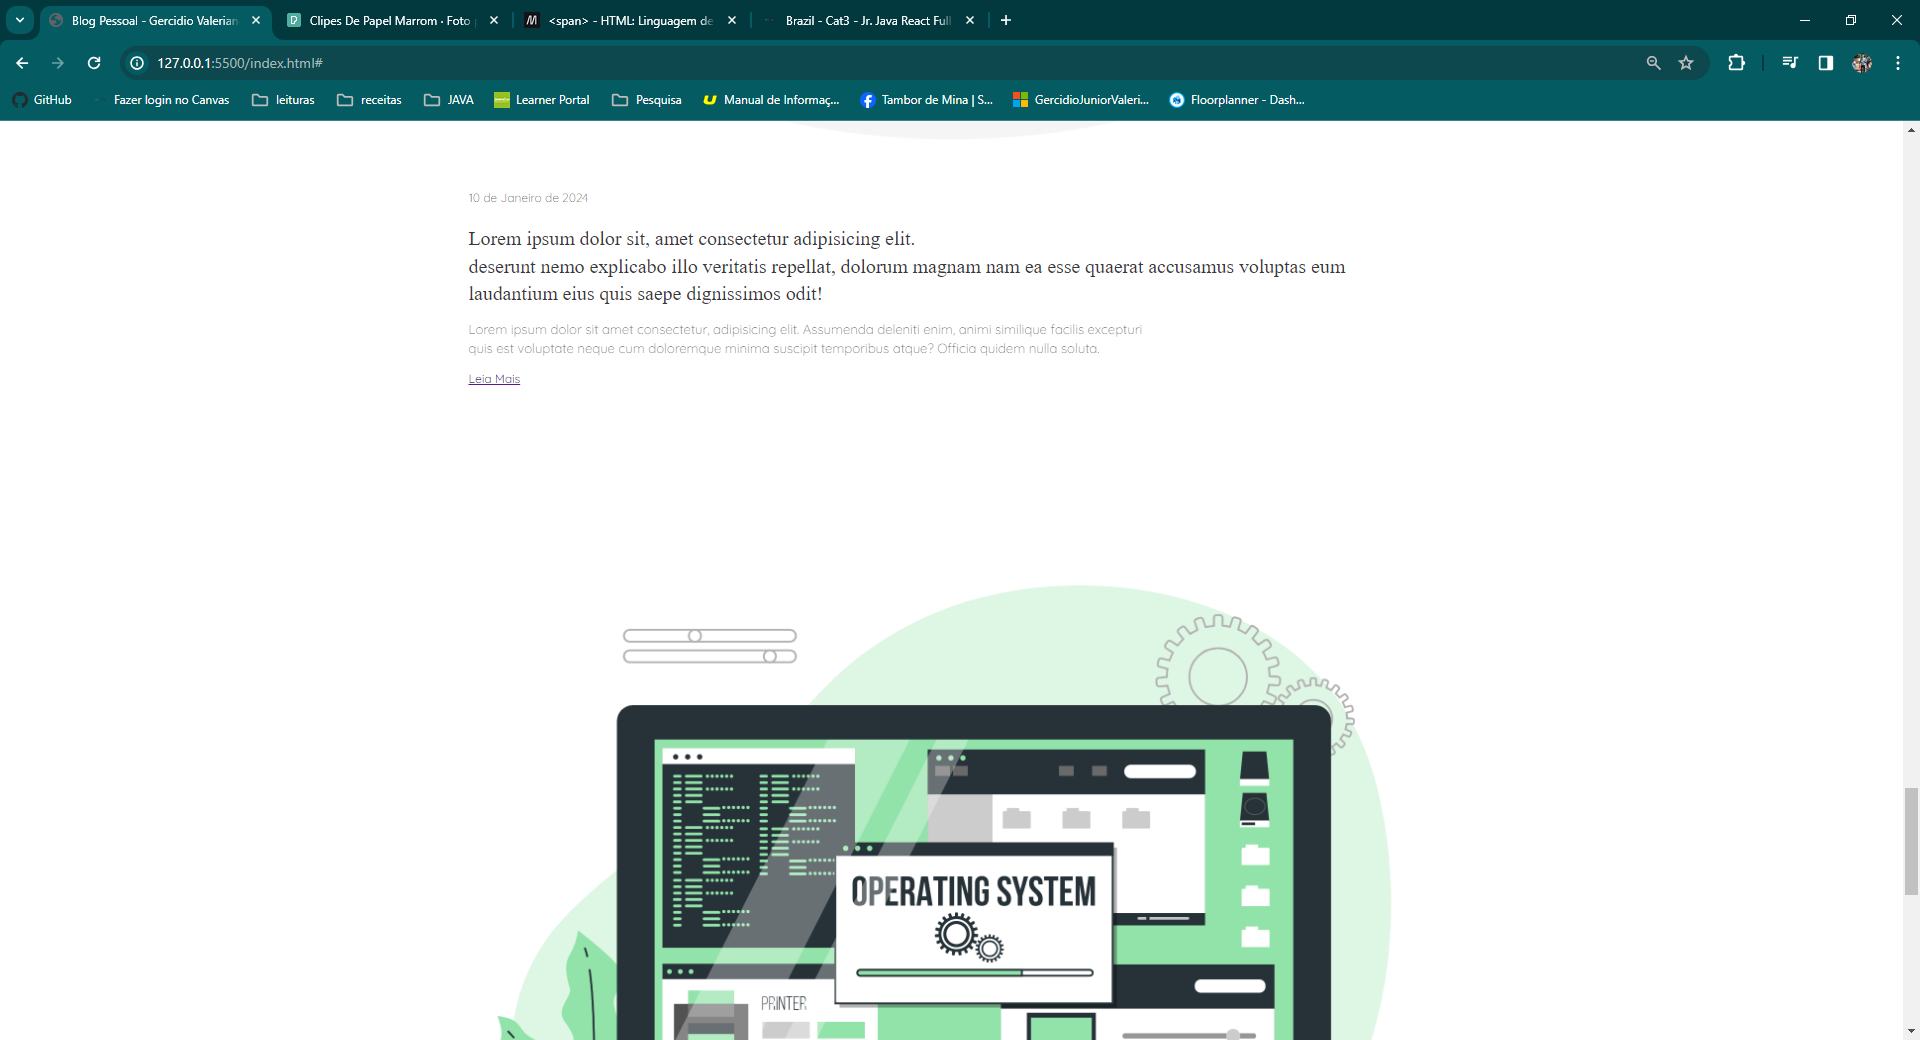 Blog Pessoal - Gercidio Valerian
Clipes De Papel Marrom · Foto
<span> - HTML: Linguagem de
Brazil - Cat3 - Jr. Java React Full
127.0.0.1:5500/index.html#
GitHub
Fazer login no Canvas
leituras
receitas
JAVA
Learner Portal
Pesquisa
Manual de Informaç...
Tambor de Mina | S...
GercidioJuniorValeri...
Floorplanner - Dash...
10 de Janeiro de 2024
Lorem ipsum dolor sit, amet consectetur adipisicing elit.
deserunt nemo explicabo illo veritatis repellat, dolorum magnam nam ea esse quaerat accusamus voluptas eum
laudantium eius quis saepe dignissimos odit!
Lorem ipsum dolor sit amet consectetur, adipisicing elit. Assumenda deleniti enim, animi similique facilis excepturi
quis est voluptate neque cum doloremque minima suscipit temporibus atque? Officia quidem nulla soluta.
Leia Mais
OPERATING SYSTEM
PRINTER